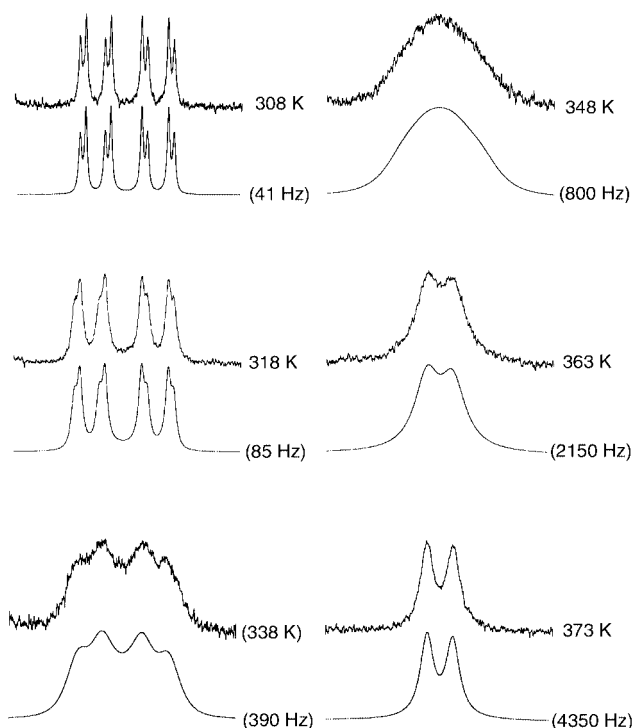 308 K
(41 Hz)
348 K
(800 Hz)
318 K
(85 Hz)
363 K
(2150 Hz)
(338 K)
(390 Hz)
373 K
(4350 Hz)